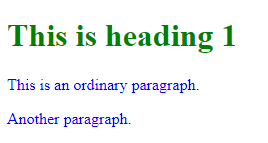 This is heading 1
This is an ordinary paragraph.
Another paragraph.